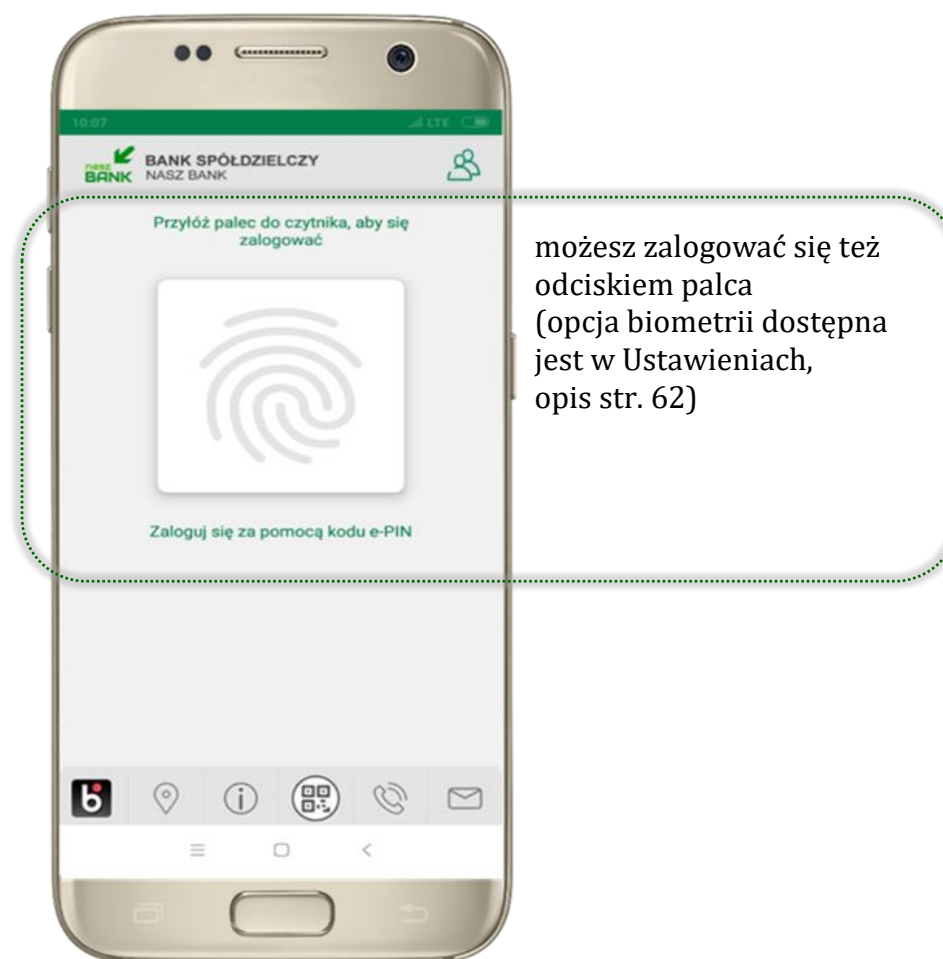 10:07
LTE
nasz
BANK
BANK SPÓŁDZIELCZY
NASZ BANK
Przyłóż palec do czytnika, aby się
zalogować
Zaloguj się za pomocą kodu e-PIN
możesz zalogować się też
odciskiem palca
(opcja biometrii dostępna
jest w Ustawieniach,
opis str. 62)
b